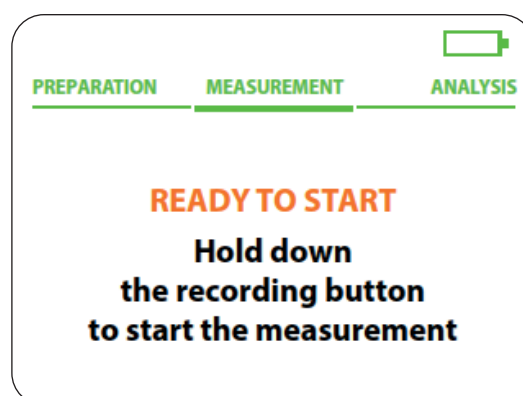 PREPARATION MEASUREMENT ANALYSIS
READY TO START
Hold down
the recording button
to start the measurement